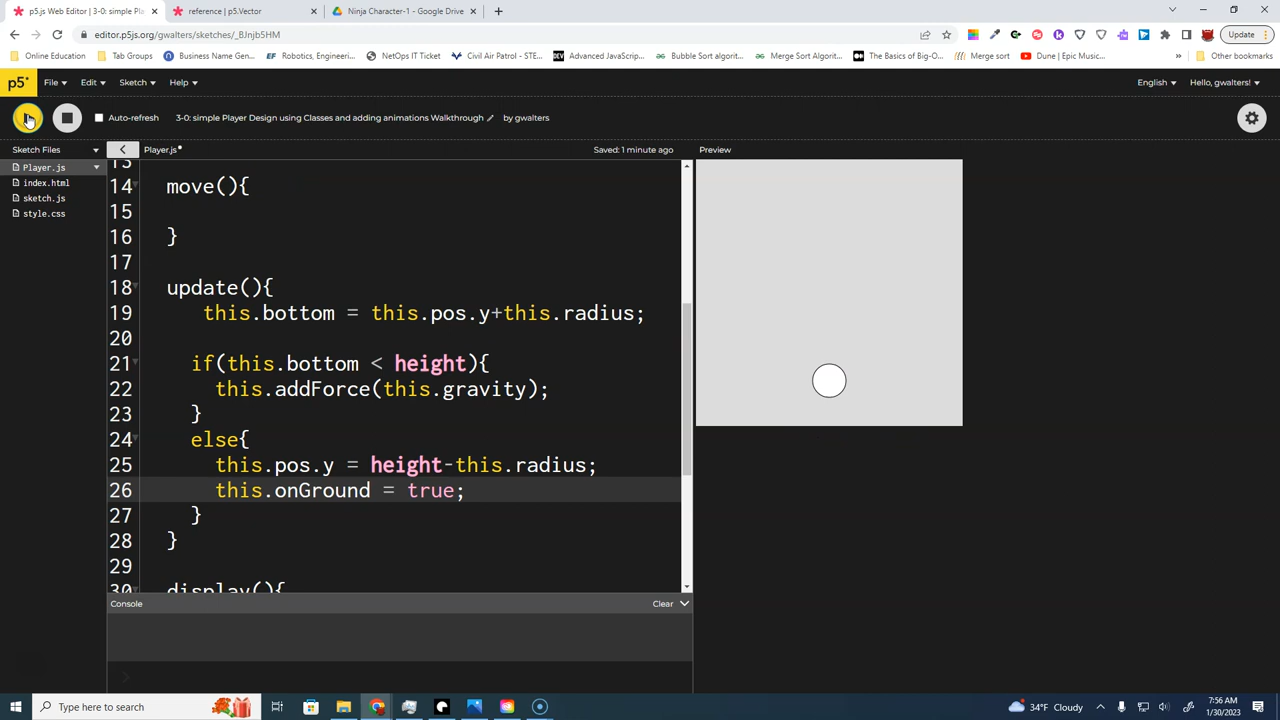 p5.js Web Editor | 3-0: simple Pla
reference | p5.Vector
Ninja Character-1 - Google Drive
editor.p5js.org/gwalters/sketches/_BJnjb5HM
Update
Online Education
Tab Groups
Business Name Gen...
Robotics, Engineeri...
NetOps IT Ticket
Civil Air Patrol - STE...
Advanced JavaScrip...
Bubble Sort algorit...
Merge Sort Algorit...
The Basics of Big-O...
Merge sort
Dune | Epic Music...
Other bookmarks
p5*
File
Edit
Sketch
Help
English
Hello, gwalters!
Auto-refresh
3-0: simple Player Design using Classes and adding animations Walkthrough
by gwalters
Sketch Files
Player.js
index.html
sketch.js
style.css
Player.js
Saved: 1 minute ago
Preview
13
14 move(){
15
16 }
17
18 update(){
19 this.bottom = this.pos.y+this.radius;
20
21 if(this.bottom < height){
22 this.addForce(this.gravity);
23 }
24 else{
25 this.pos.y = height-this.radius;
26 this.onGround = true;
27 }
28 }
29
30 display(){
Console
Clear
>
Type here to search
34°F Cloudy
7:56 AM
1/30/2023